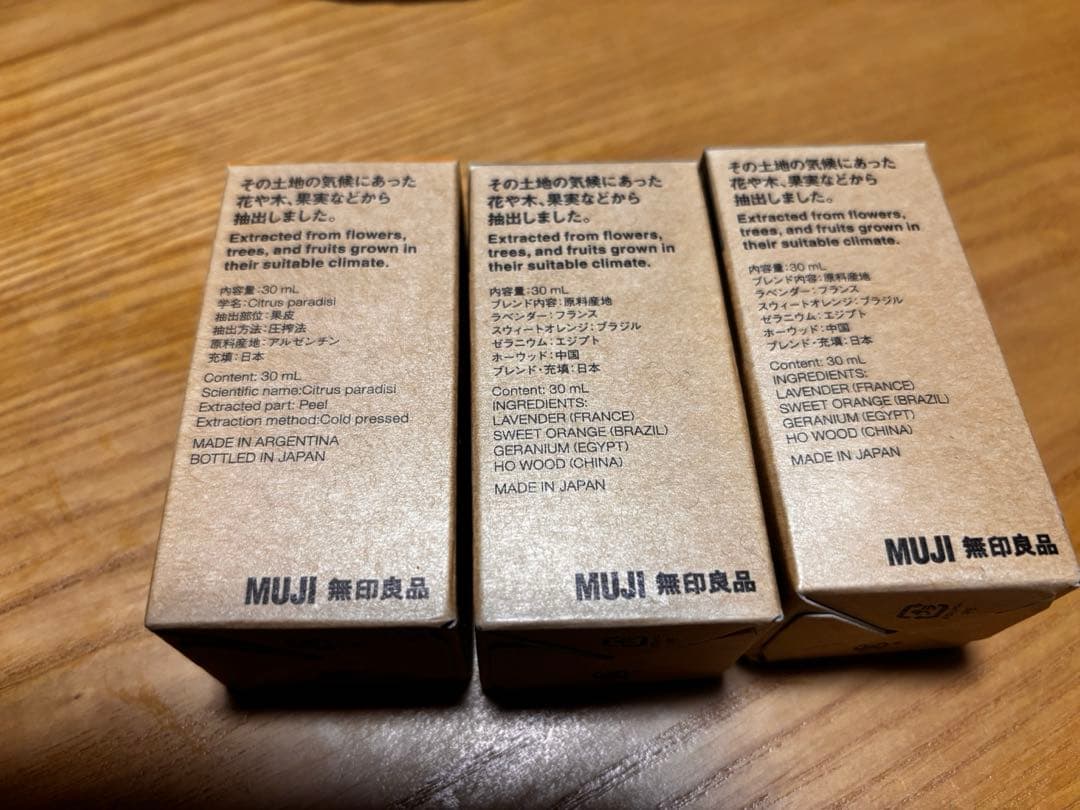 その土地の気候にあった
花や木、果実などから
抽出しました。
Extracted from flowers,
trees, and fruits grown in
their suitable climate.
内容量:30 mL
学名:Citrus paradisi
抽出部位:果皮
抽出方法:圧搾法
原料産地:アルゼンチン
充填:日本
Content: 30 mL
Scientific name:Citrus paradisi
Extracted part: Peel
Extraction method:Cold pressed
MADE IN ARGENTINA
BOTTLED IN JAPAN
MUJI 無印良品
その土地の気候にあった
花や木、果実などから
抽出しました。
Extracted from flowers,
trees, and fruits grown in
their suitable climate.
内容量:30 mL
ブレンド内容:原料産地
ラベンダー:フランス
スウィートオレンジ:ブラジル
ゼラニウム:エジプト
ホーウッド:中国
ブレンド・充填:日本
Content: 30 mL
INGREDIENTS:
LAVENDER (FRANCE)
SWEET ORANGE (BRAZIL)
GERANIUM (EGYPT)
HO WOOD (CHINA)
MADE IN JAPAN
MUJI 無印良品
その土地の気候にあった
花や木、果実などから
抽出しました。
Extracted from flowers,
trees, and fruits grown in
their suitable climate.
内容量:30 mL
ブレンド内容:原料産地
ラベンダー:フランス
スウィートオレンジ:ブラジル
ゼラニウム:エジプト
ホーウッド:中国
ブレンド・充填:日本
Content: 30 mL
INGREDIENTS:
LAVENDER (FRANCE)
SWEET ORANGE (BRAZIL)
GERANIUM (EGYPT)
HO WOOD (CHINA)
MADE IN JAPAN
MUJI 無印良品